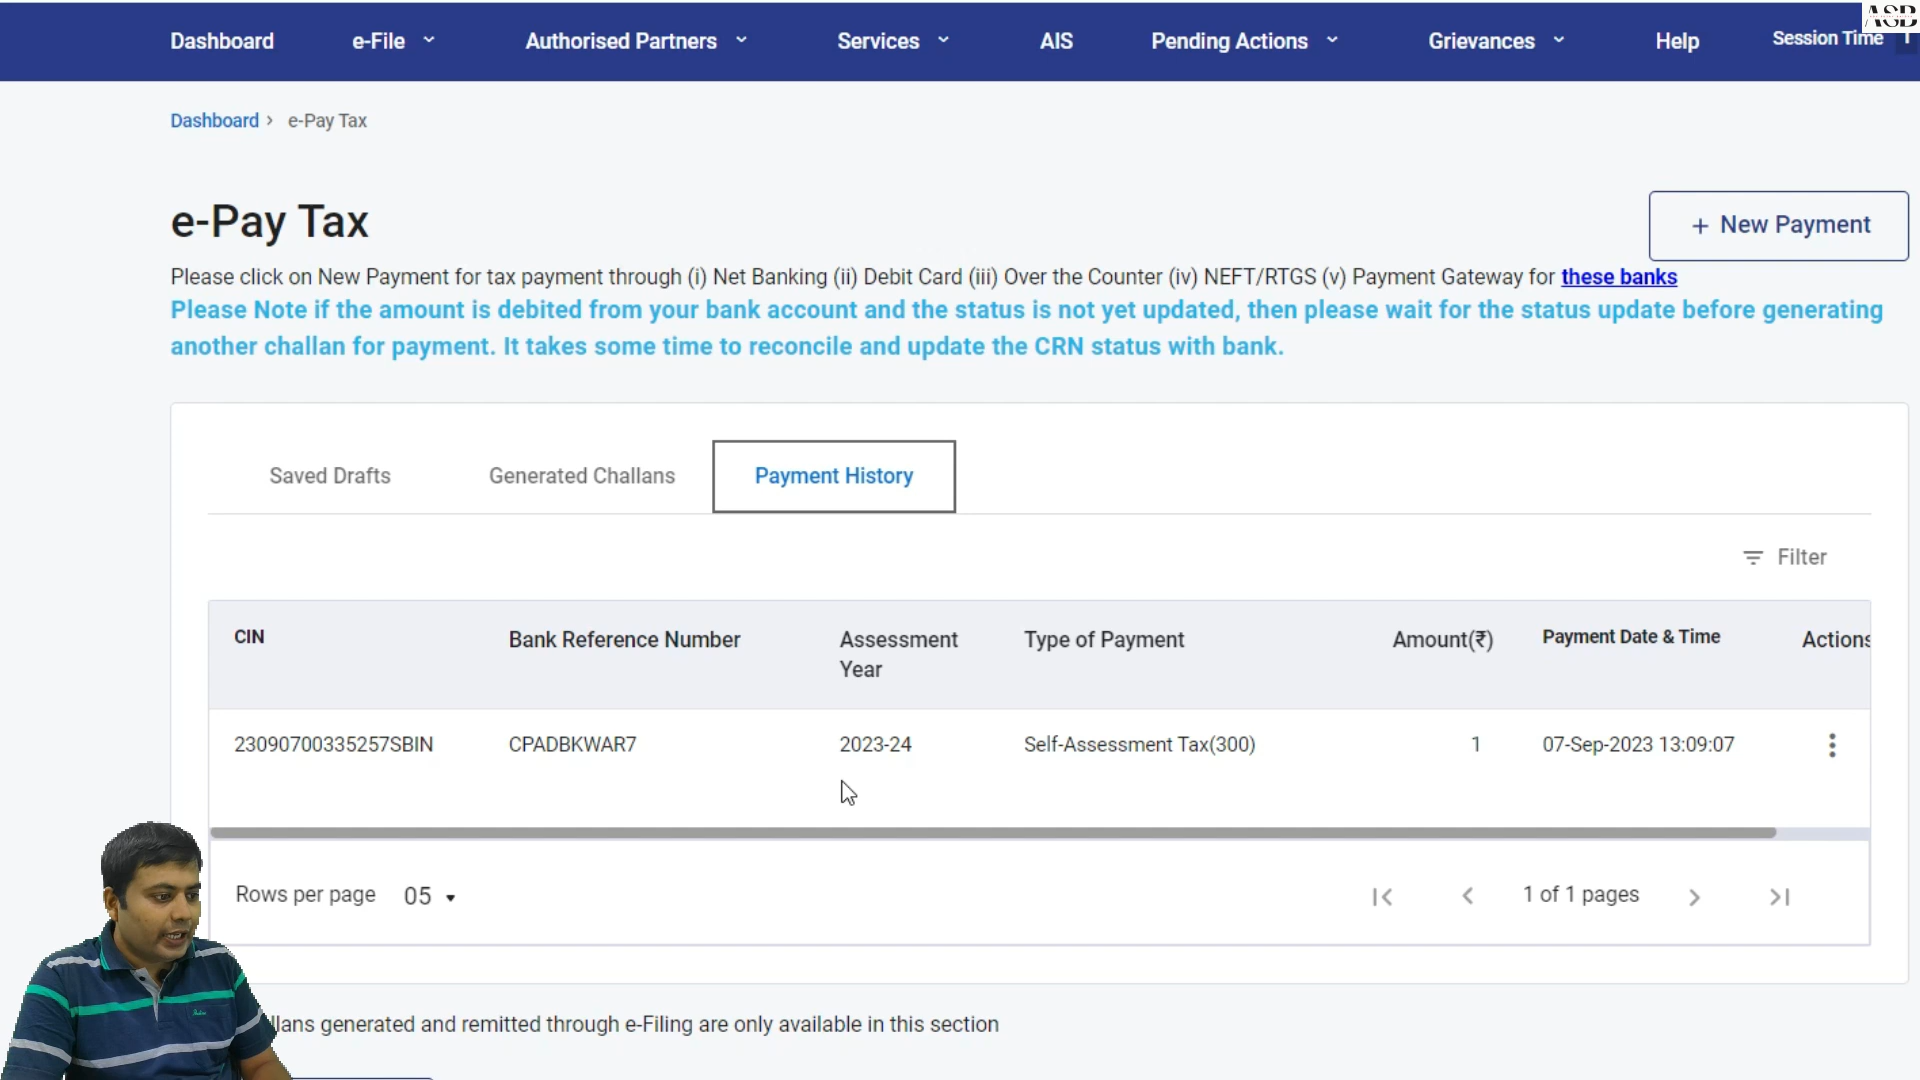 ASB
Dashboard e-File Authorised Partners Services AIS Pending Actions Grievances Help Session Time 1
Dashboard > e-Pay Tax
e-Pay Tax
+ New Payment
Please click on New Payment for tax payment through (i) Net Banking (ii) Debit Card (iii) Over the Counter (iv) NEFT/RTGS (v) Payment Gateway for these banks
Please Note if the amount is debited from your bank account and the status is not yet updated, then please wait for the status update before generating
another challan for payment. It takes some time to reconcile and update the CRN status with bank.
Saved Drafts Generated Challans Payment History
Filter
CIN Bank Reference Number Assessment Year Type of Payment Amount(₹) Payment Date & Time Actions
23090700335257SBIN CPADBKWAR7 2023-24 Self-Assessment Tax(300) 1 07-Sep-2023 13:09:07
Rows per page 05 1 of 1 pages
llans generated and remitted through e-Filing are only available in this section